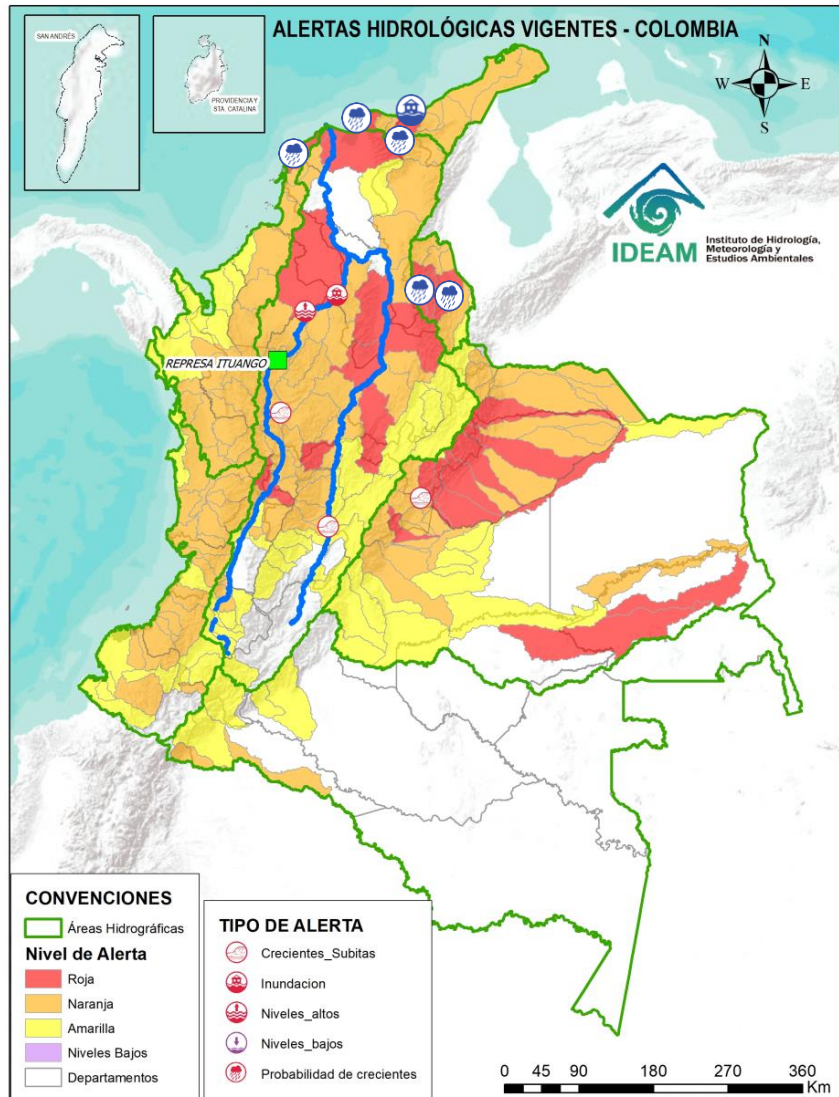 ALERTAS HIDROLÓGICAS VIGENTES - COLOMBIA
SAN ANDRÉS
PROVIDENCIA Y
STA. CATALINA
N
W
E
S
IDEAM
Instituto de Hidrología,
Meteorología y
Estudios Ambientales
REPRESA ITUANGO
CONVENCIONES
Áreas Hidrográficas
Nivel de Alerta
Roja
Naranja
Amarilla
Niveles Bajos
Departamentos
TIPO DE ALERTA
Crecientes_Subitas
Inundacion
Niveles_altos
Niveles_bajos
Probabilidad de crecientes
0 45 90 180 270 360
Km